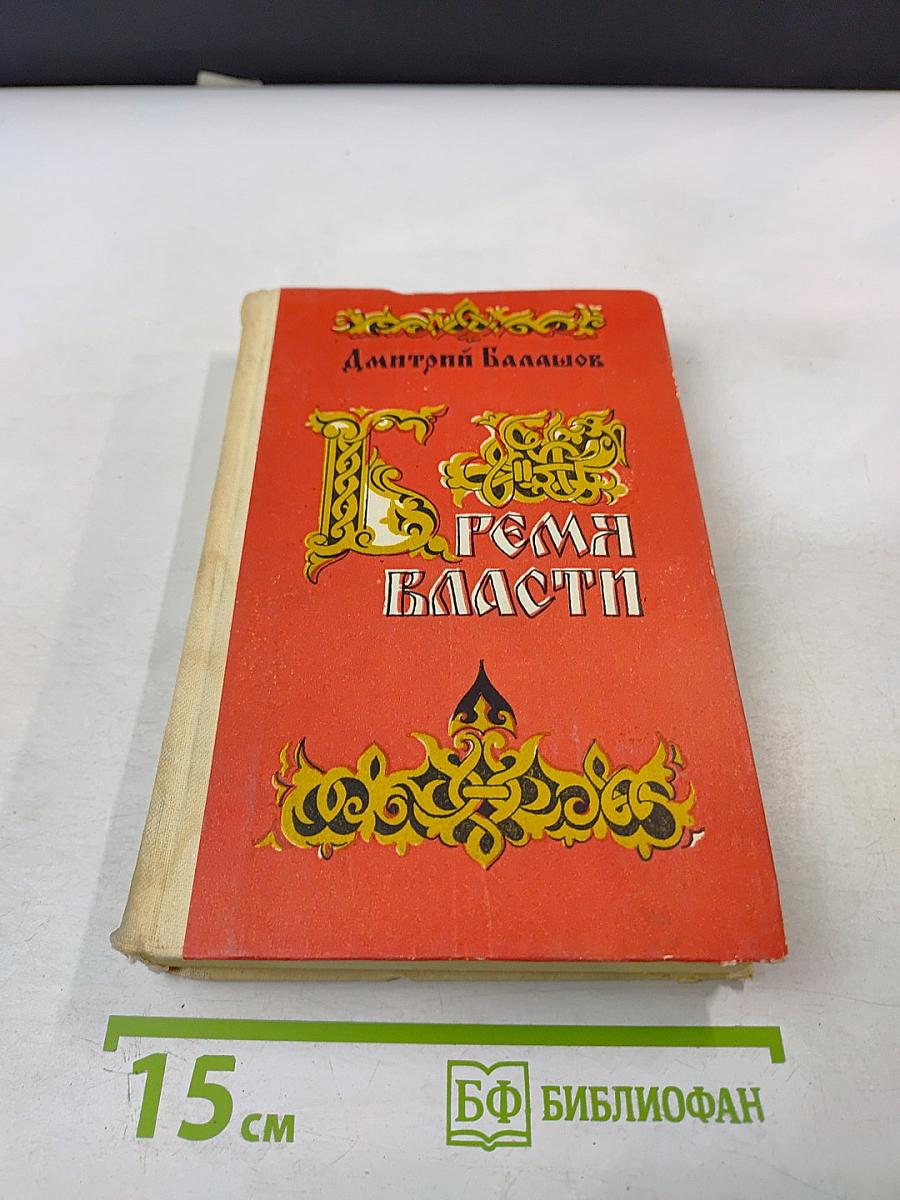 Дмитрий Балашов
Бремя
власти
15 см
БФ БИБЛИОФАН